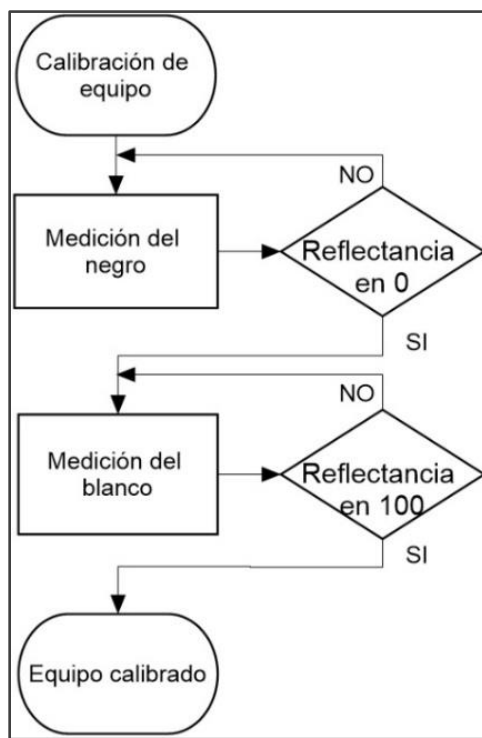 Calibración de
equipo
NO
Medición del
negro
Reflectancia
en 0
SI
NO
Medición del
blanco
Reflectancia
en 100
SI
Equipo calibrado